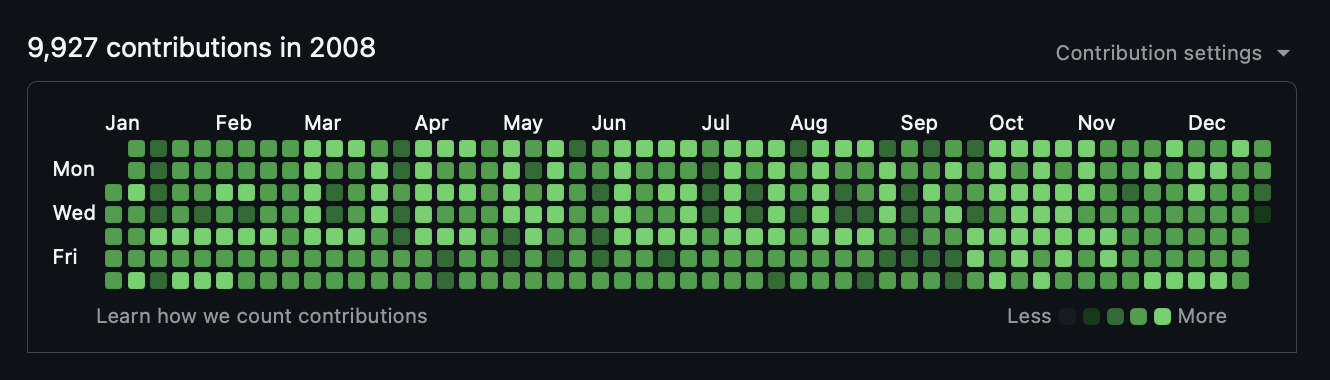 9,927 contributions in 2008
Contribution settings
Jan Feb Mar Apr May Jun Jul Aug Sep Oct Nov Dec
Mon
Wed
Fri
Learn how we count contributions
Less More